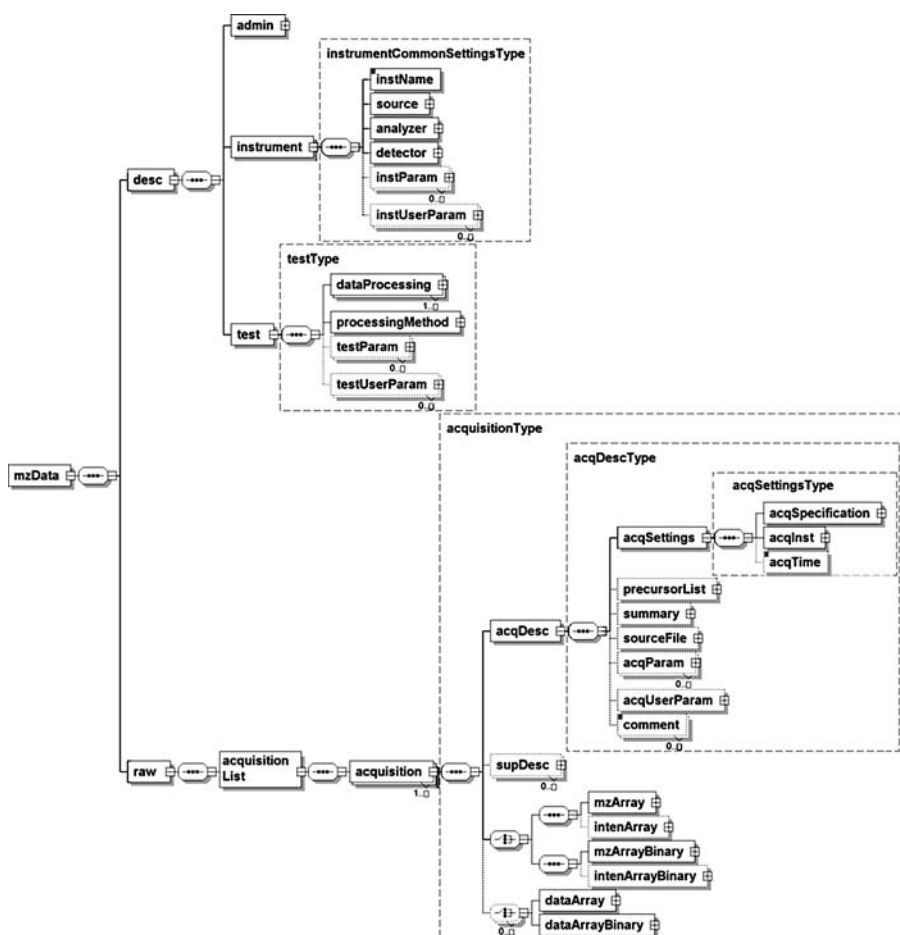 admin
instrumentCommonSettingsType
instName
source
analyzer
instrument
detector
desc
instParam
0..
instUserParam
0..
testType
dataProcessing
1..
processingMethod
test
testParam
0..
testUserParam
0..
acquisitionType
acqDescType
mzData
acqSettingsType
acqSpecification
acqSettings
acqInst
acqTime
precursorList
summary
acqDesc
sourceFile
acqParam
0..
acqUserParam
comment
0..
raw
acquisition
List
acquisition
1..
supDesc
0..
mzArray
intenArray
mzArrayBinary
intenArrayBinary
dataArray
dataArrayBinary
0..